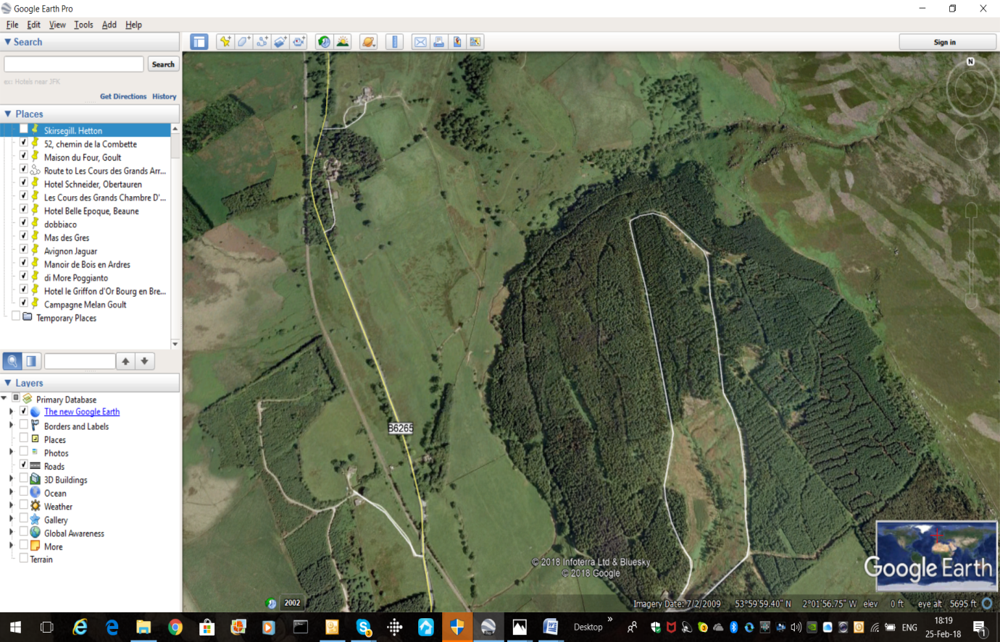 Google Earth Pro
File Edit View Tools Add Help
Search
Sign in
Search
ex: Hotels near JFK
Get Directions History
Places
Skirsegill. Hetton
52, chemin de la Combette
Maison du Four, Goult
Route to Les Cours des Grands Arr...
Hotel Schneider, Obertauren
Les Cours des Grands Chambre D'...
Hotel Belle Epoque, Beaune
dobbiaco
Mas des Gres
Avignon Jaguar
Manoir de Bois en Ardres
di More Poggianto
Hotel le Griffon d'Or Bourg en Bre...
Campagne Melan Goult
Temporary Places
Layers
Primary Database
The new Google Earth
Borders and Labels
Places
Photos
Roads
3D Buildings
Ocean
Weather
Gallery
Global Awareness
More
Terrain
N
B6265
© 2018 Infoterra Ltd & Bluesky
© 2018 Google
Google Earth
2002
Imagery Date: 7/2/2009 53°59'59.40" N 2°01'56.75" W elev 0 ft eye alt 5695 ft
Desktop »
ENG
18:19
25-Feb-18